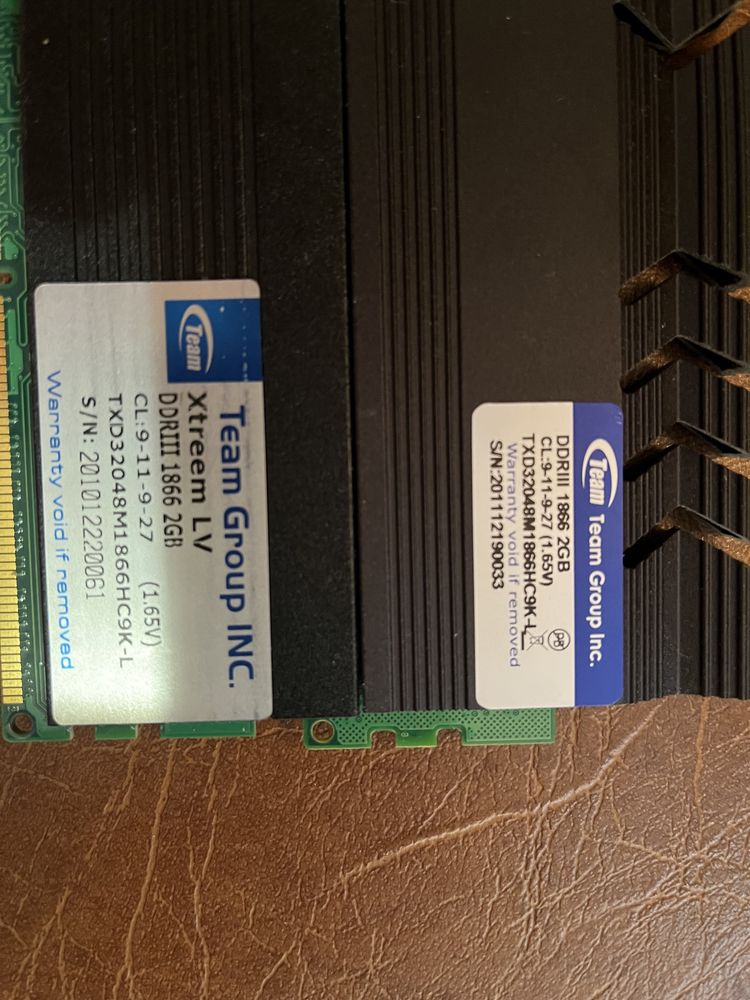 Team
Team Group INC.
Xtreem LV
DDRIII 1866 2GB
CL:9-11-9-27 (1.65V)
TXD32048M1866HC9K-L
S/N: 201012220061
Warranty void if removed
Team Team Group Inc.
DDRIII 1866 2GB
CL:9-11-9-27 (1.65V)
TXD32048M1866HC9K-L
Warranty void if removed
S/N:201112190033
Pb